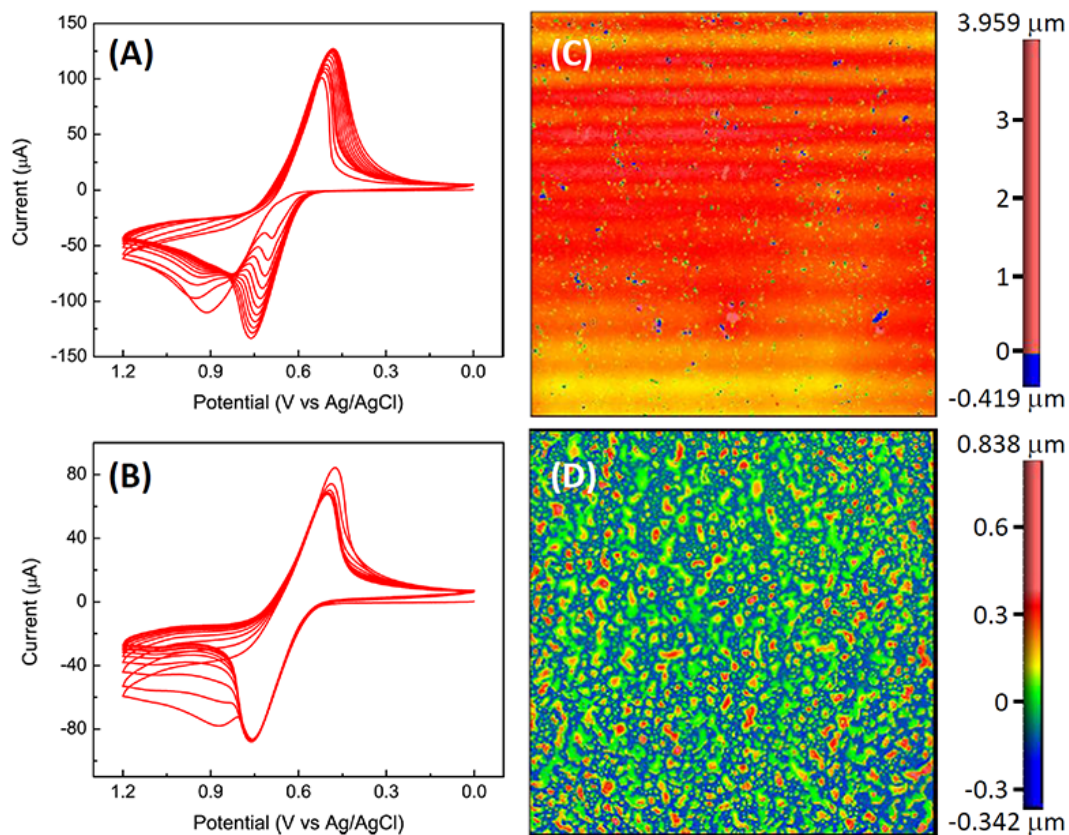 (A)
150
100
50
0
-50
-100
-150
Current (µA)
1.2 0.9 0.6 0.3 0.0
Potential (V vs Ag/AgCl)
(C)
3.959 µm
3
2
1
0
-0.419 µm
(B)
80
40
0
-40
-80
Current (µA)
1.2 0.9 0.6 0.3 0.0
Potential (V vs Ag/AgCl)
(D)
0.838 µm
0.6
0.3
0
-0.3
-0.342 µm